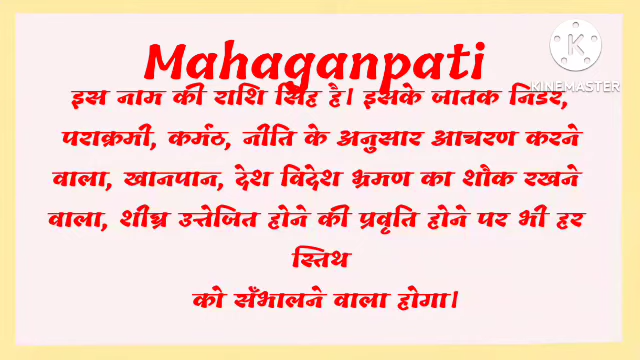 Mahaganpati
K
KINEMASTER
इस नाम की राशि सिंह है। इसके जातक निडर,
पराक्रमी, कर्मठ, नीति के अनुसार आचरण करने
वाला, खानपान, देश विदेश भ्रमण का शौक रखने
वाला, शीघ्र उत्तेजित होने की प्रवृति होने पर भी हर
स्तिथ
को सँभालने वाला होगा।